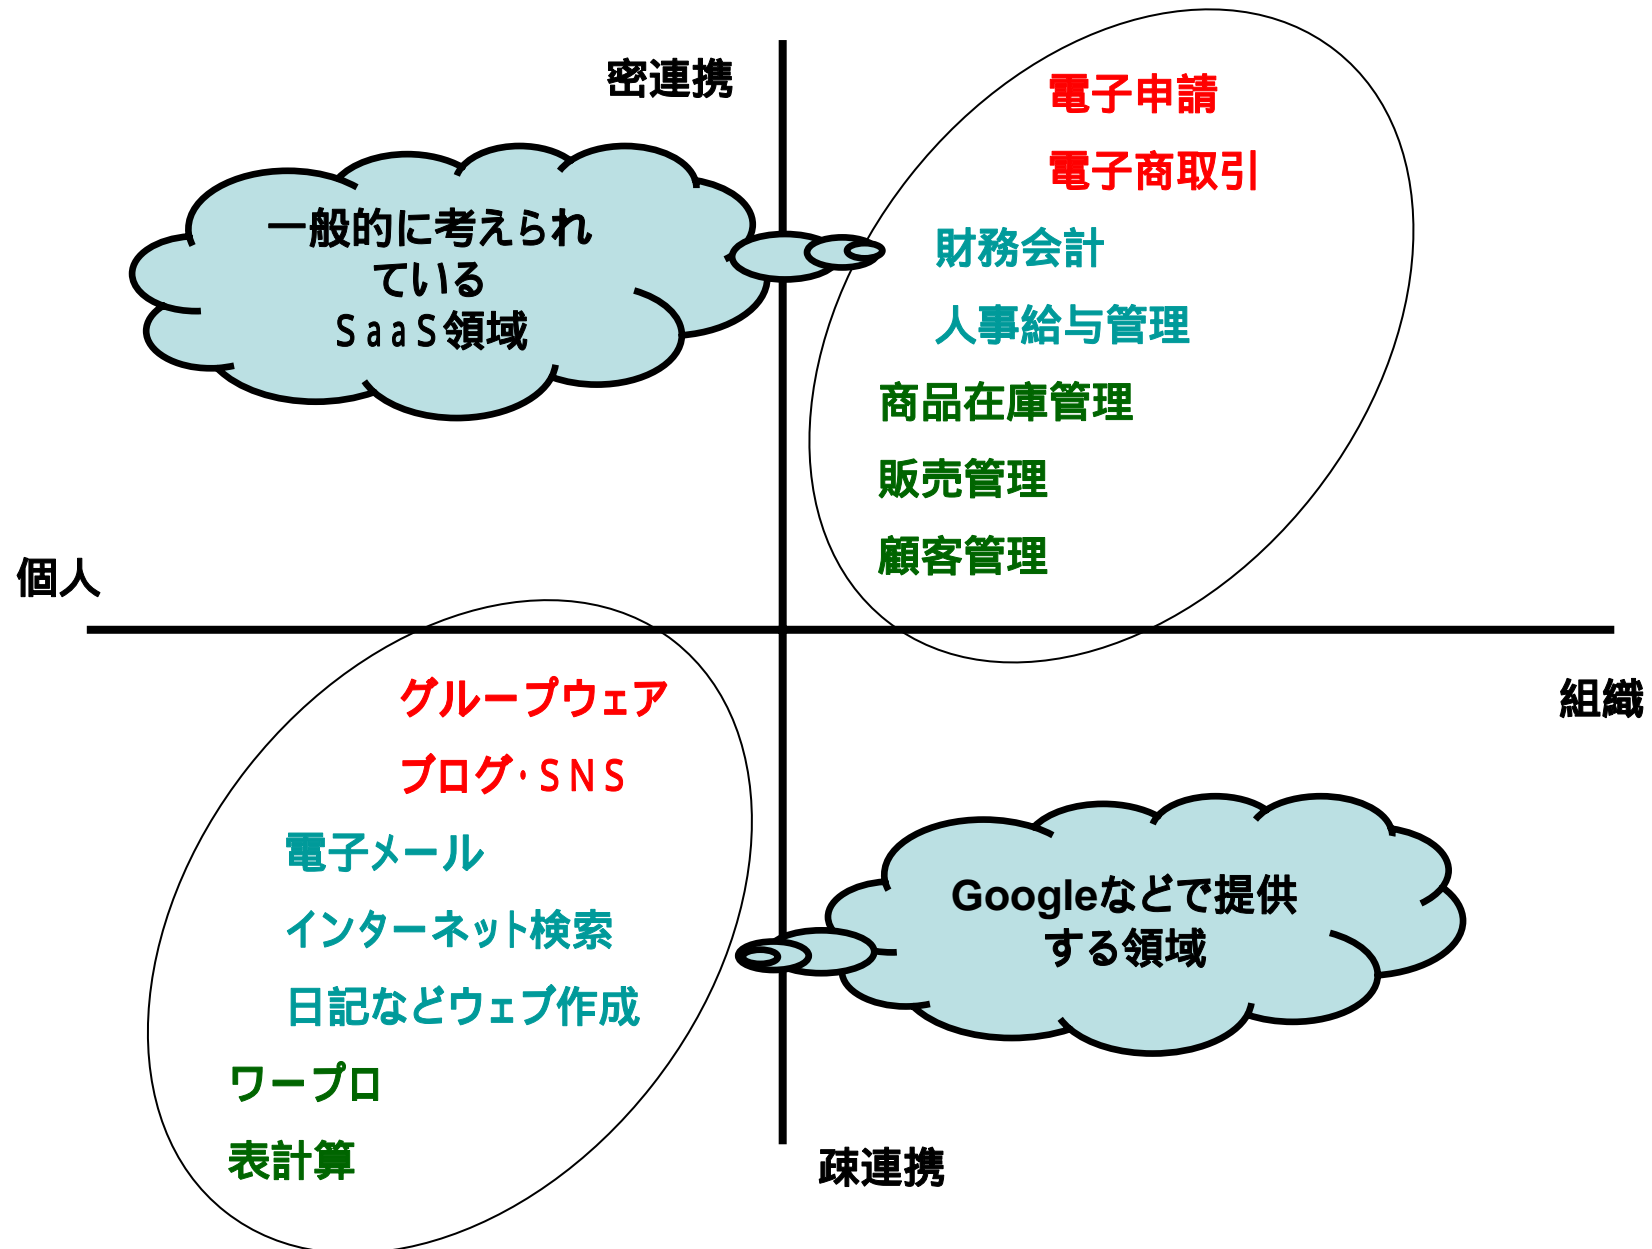 密連携
電子申請
電子商取引
一般的に考えられ
ている
ＳａａＳ領域
財務会計
人事給与管理
商品在庫管理
販売管理
顧客管理
個人
組織
グループウェア
ブログ・ＳＮＳ
電子メール
インターネット検索
日記などウェブ作成
ワープロ
表計算
Googleなどで提供
する領域
疎連携